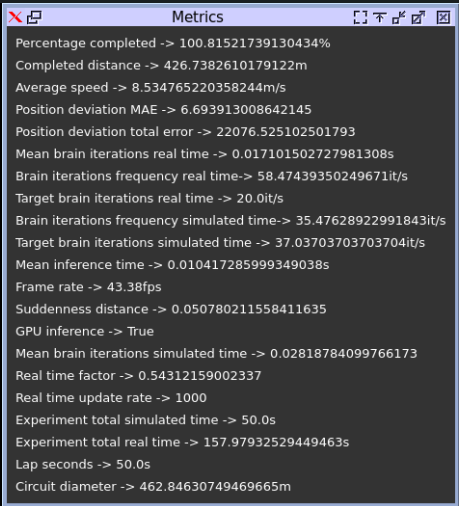 Metrics
Percentage completed -> 100.81521739130434%
Completed distance -> 426.7382610179122m
Average speed -> 8.534765220358244m/s
Position deviation MAE -> 6.693913008642145
Position deviation total error -> 22076.525102501793
Mean brain iterations real time -> 0.017101502727981308s
Brain iterations frequency real time-> 58.47439350249671it/s
Target brain iterations real time -> 20.0it/s
Brain iterations frequency simulated time-> 35.47628922991843it/s
Target brain iterations simulated time -> 37.03703703703704it/s
Mean inference time -> 0.010417285999349038s
Frame rate -> 43.38fps
Suddenness distance -> 0.050780211558411635
GPU inference -> True
Mean brain iterations simulated time -> 0.02818784099766173
Real time factor -> 0.54312159002337
Real time update rate -> 1000
Experiment total simulated time -> 50.0s
Experiment total real time -> 157.97932529449463s
Lap seconds -> 50.0s
Circuit diameter -> 462.84630749469665m